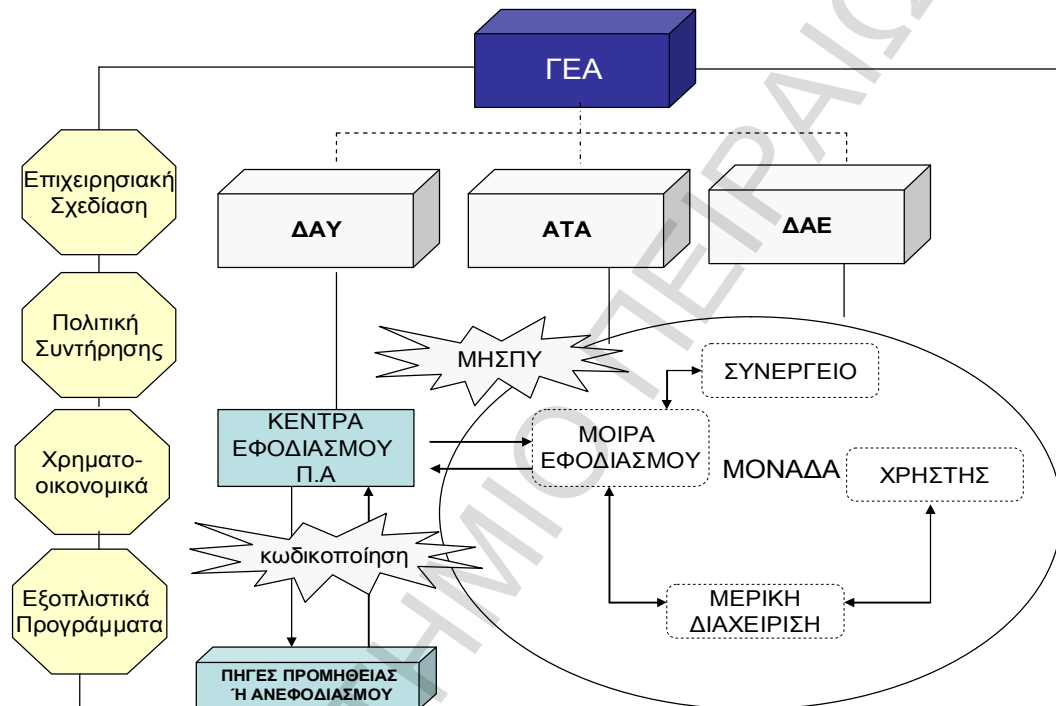 ΓΕΑ
Επιχειρησιακή
Σχεδίαση
ΔΑΥ
ΑΤΑ
ΔΑΕ
Πολιτική
Συντήρησης
ΜΗΣΠΥ
ΣΥΝΕΡΓΕΙΟ
ΚΕΝΤΡΑ
ΕΦΟΔΙΑΣΜΟΥ
Π.Α
ΜΟΙΡΑ
ΕΦΟΔΙΑΣΜΟΥ
ΜΟΝΑΔΑ
ΧΡΗΣΤΗΣ
Χρηματο-
οικονομικά
κωδικοποίηση
Εξοπλιστικά
Προγράμματα
ΜΕΡΙΚΗ
ΔΙΑΧΕΙΡΙΣΗ
ΠΗΓΕΣ ΠΡΟΜΗΘΕΙΑΣ
Ή ΑΝΕΦΟΔΙΑΣΜΟΥ